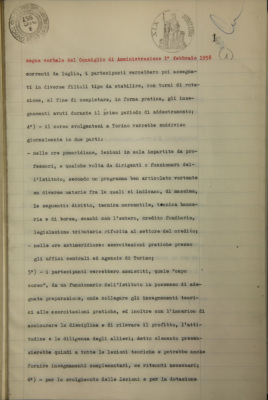 1
segue verbale del Consiglio di Amministrazione 1° febbraio 1956
correnti da luglio, i partecipanti verrebbero poi assegna-
ti in diverse filiali tipo da stabilire, con turni di rota-
zione, al fine di completare, in forma pratica, gli inse-
gnamenti avuti durante il primo periodo di addestramento;
4°) - il corso svolgentesi a Torino verrebbe suddiviso
giornalmente in due parti:
- nelle ore pomeridiane, lezioni in aula impartite da pro-
fessori, e qualche volta da dirigenti o funzionari del-
l'Istituto, secondo un programma ben articolato vertente
su diverse materie fra le quali si indicano, di massima,
le seguenti: diritto, tecnica mercantile, tecnica banca-
ria e di borsa, scambi con l'estero, credito fondiario,
legislazione tributaria riferita al settore del credito;
- nelle ore antimeridiane: esercitazioni pratiche presso
gli uffici centrali ed agenzie di Torino;
5°) - i partecipanti verrebbero assistiti, quale "capo
corso", da un funzionario dell'Istituto in possesso di ade-
guata preparazione, onde collegare gli insegnamenti teori-
ci alle esercitazioni pratiche, ed inoltre con l'incarico di
assicurare la disciplina e di rilevare il profitto, l'atti-
tudine e la diligenza degli allievi; detto elemento presen-
zierebbe quindi a tutte le lezioni teoriche e potrebbe anche
fornire insegnamenti complementari, se ritenuti necessari;
6°) - per lo svolgimento delle lezioni e per la dotazione